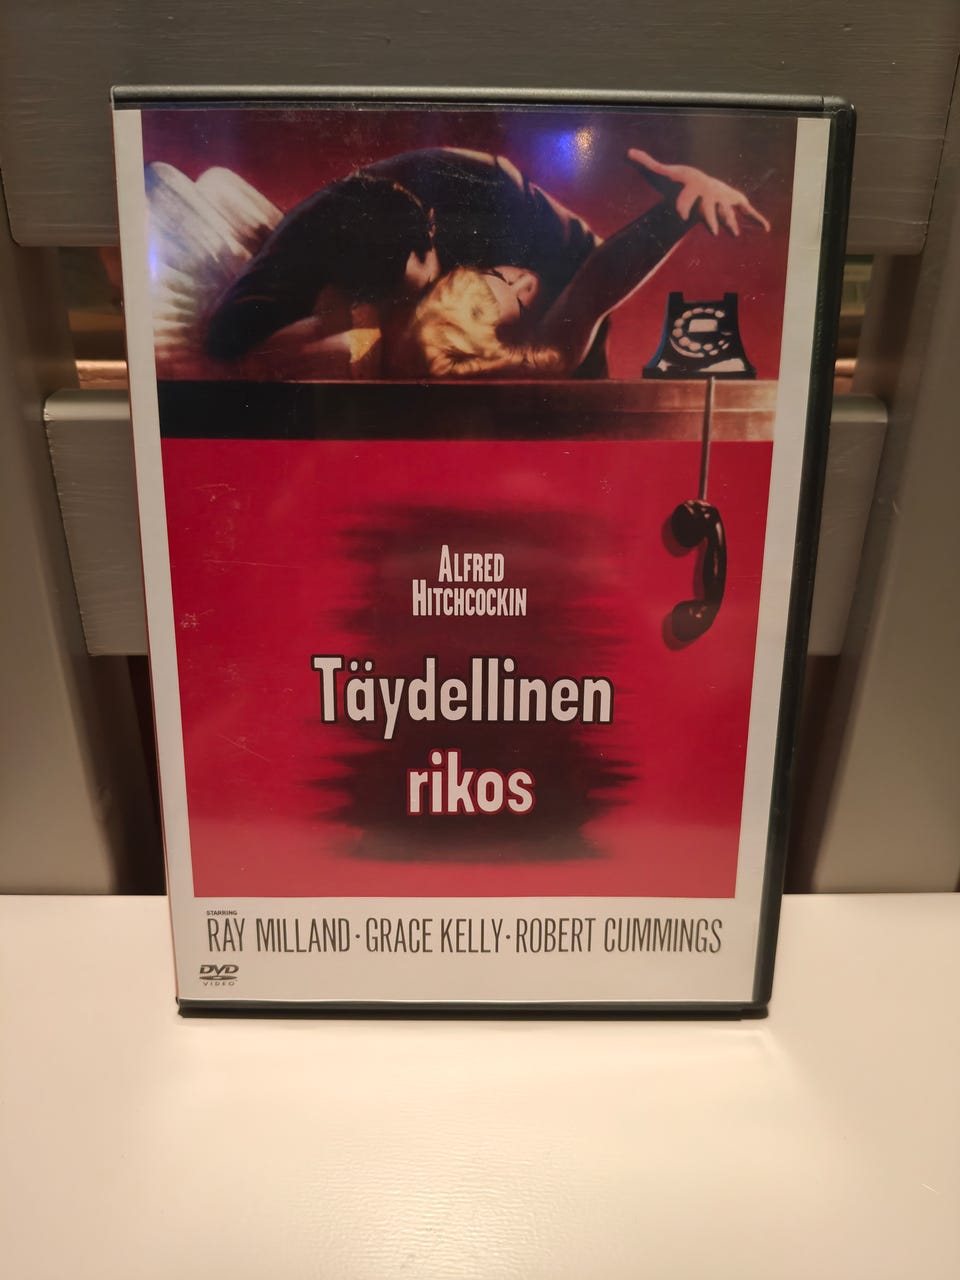 ALFRED
HITCHCOCKIN
Täydellinen
rikos
STARRING
RAY MILLAND · GRACE KELLY · ROBERT CUMMINGS
DVD
VIDEO